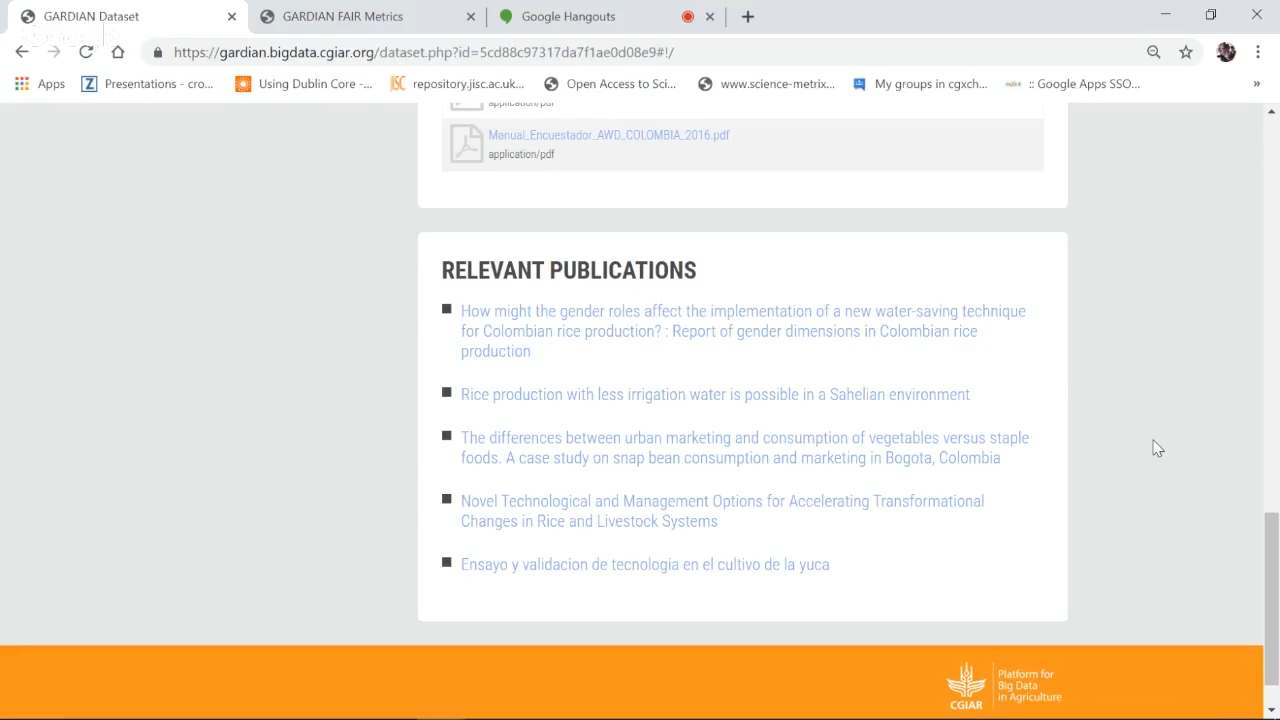 GARDIAN Dataset
GARDIAN FAIR Metrics
Google Hangouts
https://gardian.bigdata.cgiar.org/dataset.php?id=5cd88c97317da7f1ae0d08e9#!/
Apps
Presentations - cro...
Using Dublin Core -...
repository.jisc.ac.uk...
Open Access to Sci...
www.science-metrix...
My groups in cgxch...
:: Google Apps SSO...
»
application/pdf
Manual_Encuestador_AWD_COLOMBIA_2016.pdf
application/pdf
RELEVANT PUBLICATIONS
How might the gender roles affect the implementation of a new water-saving technique
for Colombian rice production? : Report of gender dimensions in Colombian rice
production
Rice production with less irrigation water is possible in a Sahelian environment
The differences between urban marketing and consumption of vegetables versus staple
foods. A case study on snap bean consumption and marketing in Bogota, Colombia
Novel Technological and Management Options for Accelerating Transformational
Changes in Rice and Livestock Systems
Ensayo y validacion de tecnologia en el cultivo de la yuca
CGIAR
Platform for
Big Data
in Agriculture